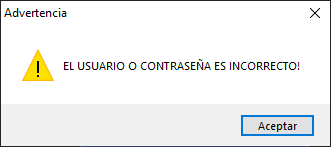 Advertencia
EL USUARIO O CONTRASEÑA ES INCORRECTO!
Aceptar